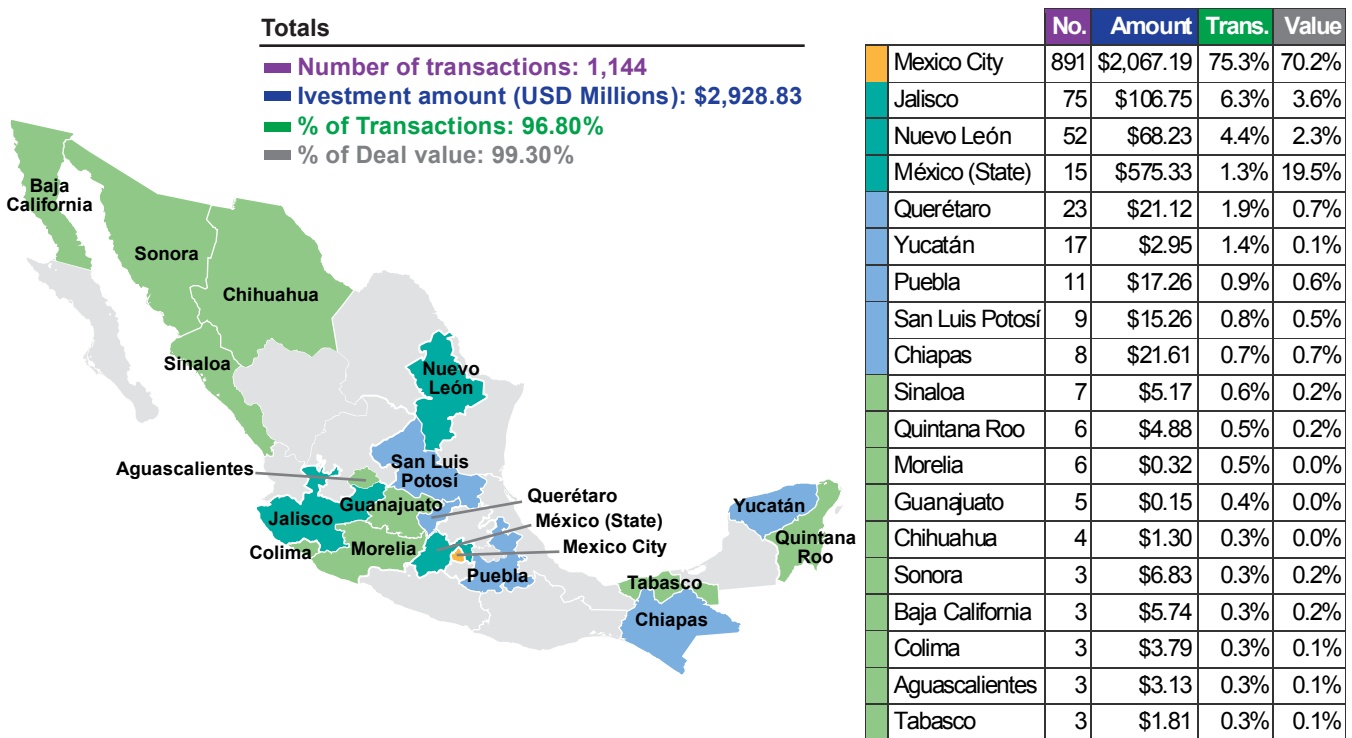 Totals
Number of transactions: 1,144
Ivestment amount (USD Millions): $2,928.83
% of Transactions: 96.80%
% of Deal value: 99.30%
Baja
California
Sonora
Chihuahua
Sinaloa
Nuevo
León
Aguascalientes
San Luis
Potosí
Guanajuato
Querétaro
Jalisco
México (State)
Colima
Morelia
Mexico City
Puebla
Yucatán
Quintana
Roo
Tabasco
Chiapas
No. Amount Trans. Value
Mexico City 891 $2,067.19 75.3% 70.2%
Jalisco 75 $106.75 6.3% 3.6%
Nuevo León 52 $68.23 4.4% 2.3%
México (State) 15 $575.33 1.3% 19.5%
Querétaro 23 $21.12 1.9% 0.7%
Yucatán 17 $2.95 1.4% 0.1%
Puebla 11 $17.26 0.9% 0.6%
San Luis Potosí 9 $15.26 0.8% 0.5%
Chiapas 8 $21.61 0.7% 0.7%
Sinaloa 7 $5.17 0.6% 0.2%
Quintana Roo 6 $4.88 0.5% 0.2%
Morelia 6 $0.32 0.5% 0.0%
Guanajuato 5 $0.15 0.4% 0.0%
Chihuahua 4 $1.30 0.3% 0.0%
Sonora 3 $6.83 0.3% 0.2%
Baja California 3 $5.74 0.3% 0.2%
Colima 3 $3.79 0.3% 0.1%
Aguascalientes 3 $3.13 0.3% 0.1%
Tabasco 3 $1.81 0.3% 0.1%